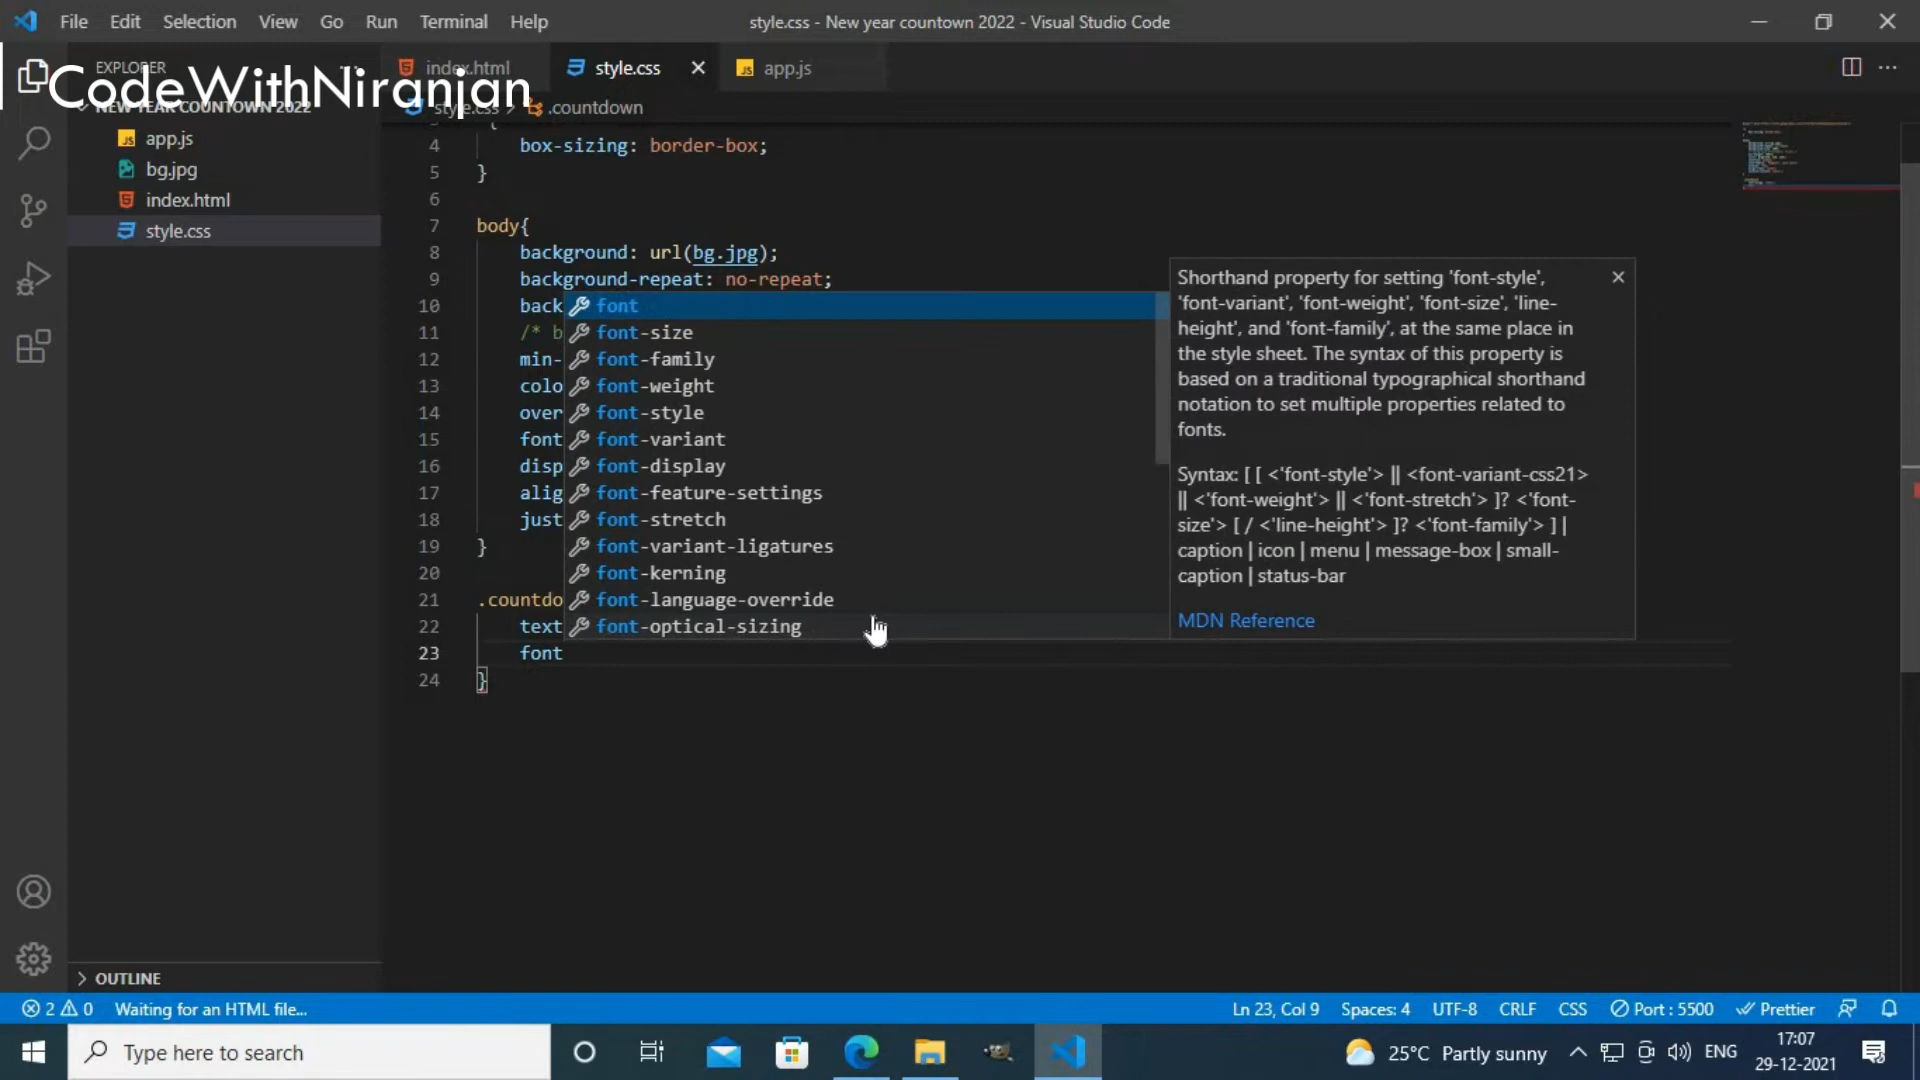 File Edit Selection View Go Run Terminal Help
style.css - New year countown 2022 - Visual Studio Code
CodeWithNiranjan
EXPLORER
index.html
style.css
app.js
NEW YEAR COUNTOWN 2022
style.css > .countdown
app.js
bg.jpg
index.html
style.css
4 box-sizing: border-box;
5 }
6
7 body{
8 background: url(bg.jpg);
9 background-repeat: no-repeat;
10 back
11 /* b
12 min-
13 colo
14 over
15 font
16 disp
17 alig
18 just
19 }
20
21 .countdo
22 text
23 font
24 }
font
font-size
font-family
font-weight
font-style
font-variant
font-display
font-feature-settings
font-stretch
font-variant-ligatures
font-kerning
font-language-override
font-optical-sizing
Shorthand property for setting 'font-style',
'font-variant', 'font-weight', 'font-size', 'line-
height', and 'font-family', at the same place in
the style sheet. The syntax of this property is
based on a traditional typographical shorthand
notation to set multiple properties related to
fonts.
Syntax: [ [ <'font-style'> || <font-variant-css21>
|| <'font-weight'> || <'font-stretch'> ]? <'font-
size'> [ / <'line-height'> ]? <'font-family'> ] |
caption | icon | menu | message-box | small-
caption | status-bar
MDN Reference
OUTLINE
2 0 Waiting for an HTML file...
Ln 23, Col 9 Spaces: 4 UTF-8 CRLF CSS Port : 5500 Prettier
Type here to search
25°C Partly sunny
ENG
17:07
29-12-2021